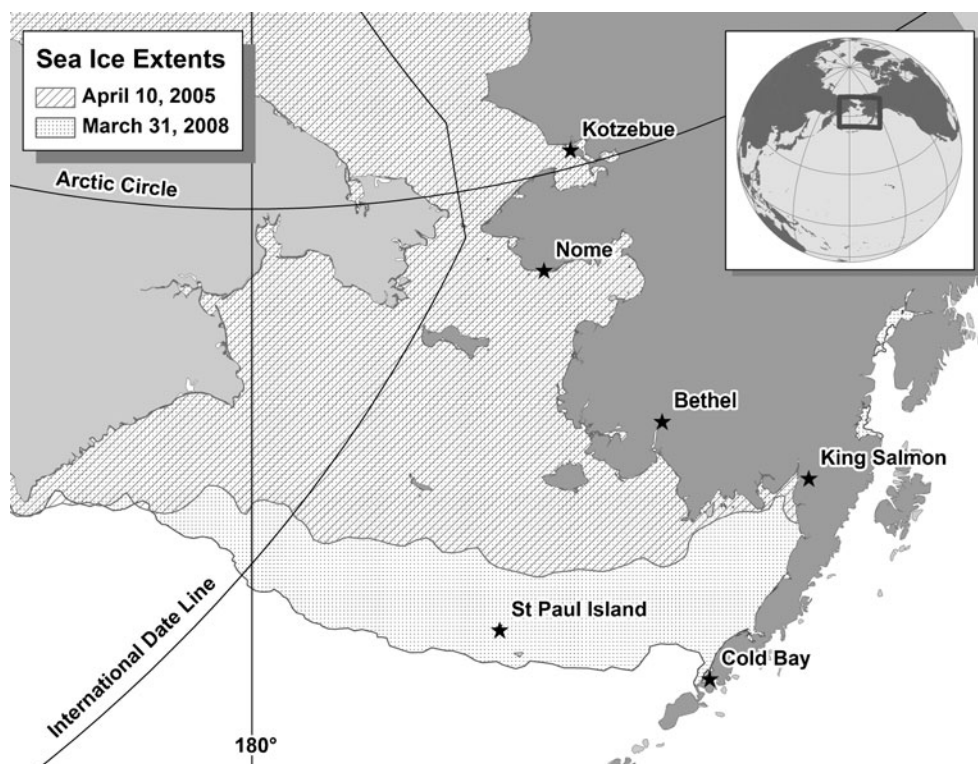 Sea Ice Extents
April 10, 2005
March 31, 2008
Kotzebue
Arctic Circle
Nome
Bethel
King Salmon
St Paul Island
International Date Line
Cold Bay
180°